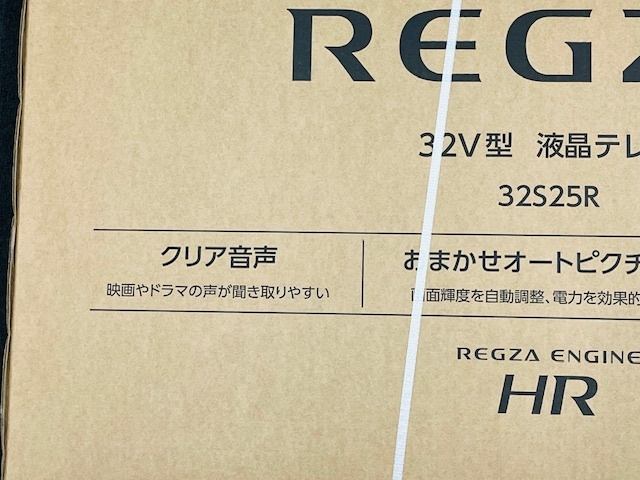 REGZ
32V型 液晶テレ
32S25R
クリア音声
おまかせオートピクチ
映画やドラマの声が聞き取りやすい
画面輝度を自動調整、電力を効果的
REGZA ENGINE
HR